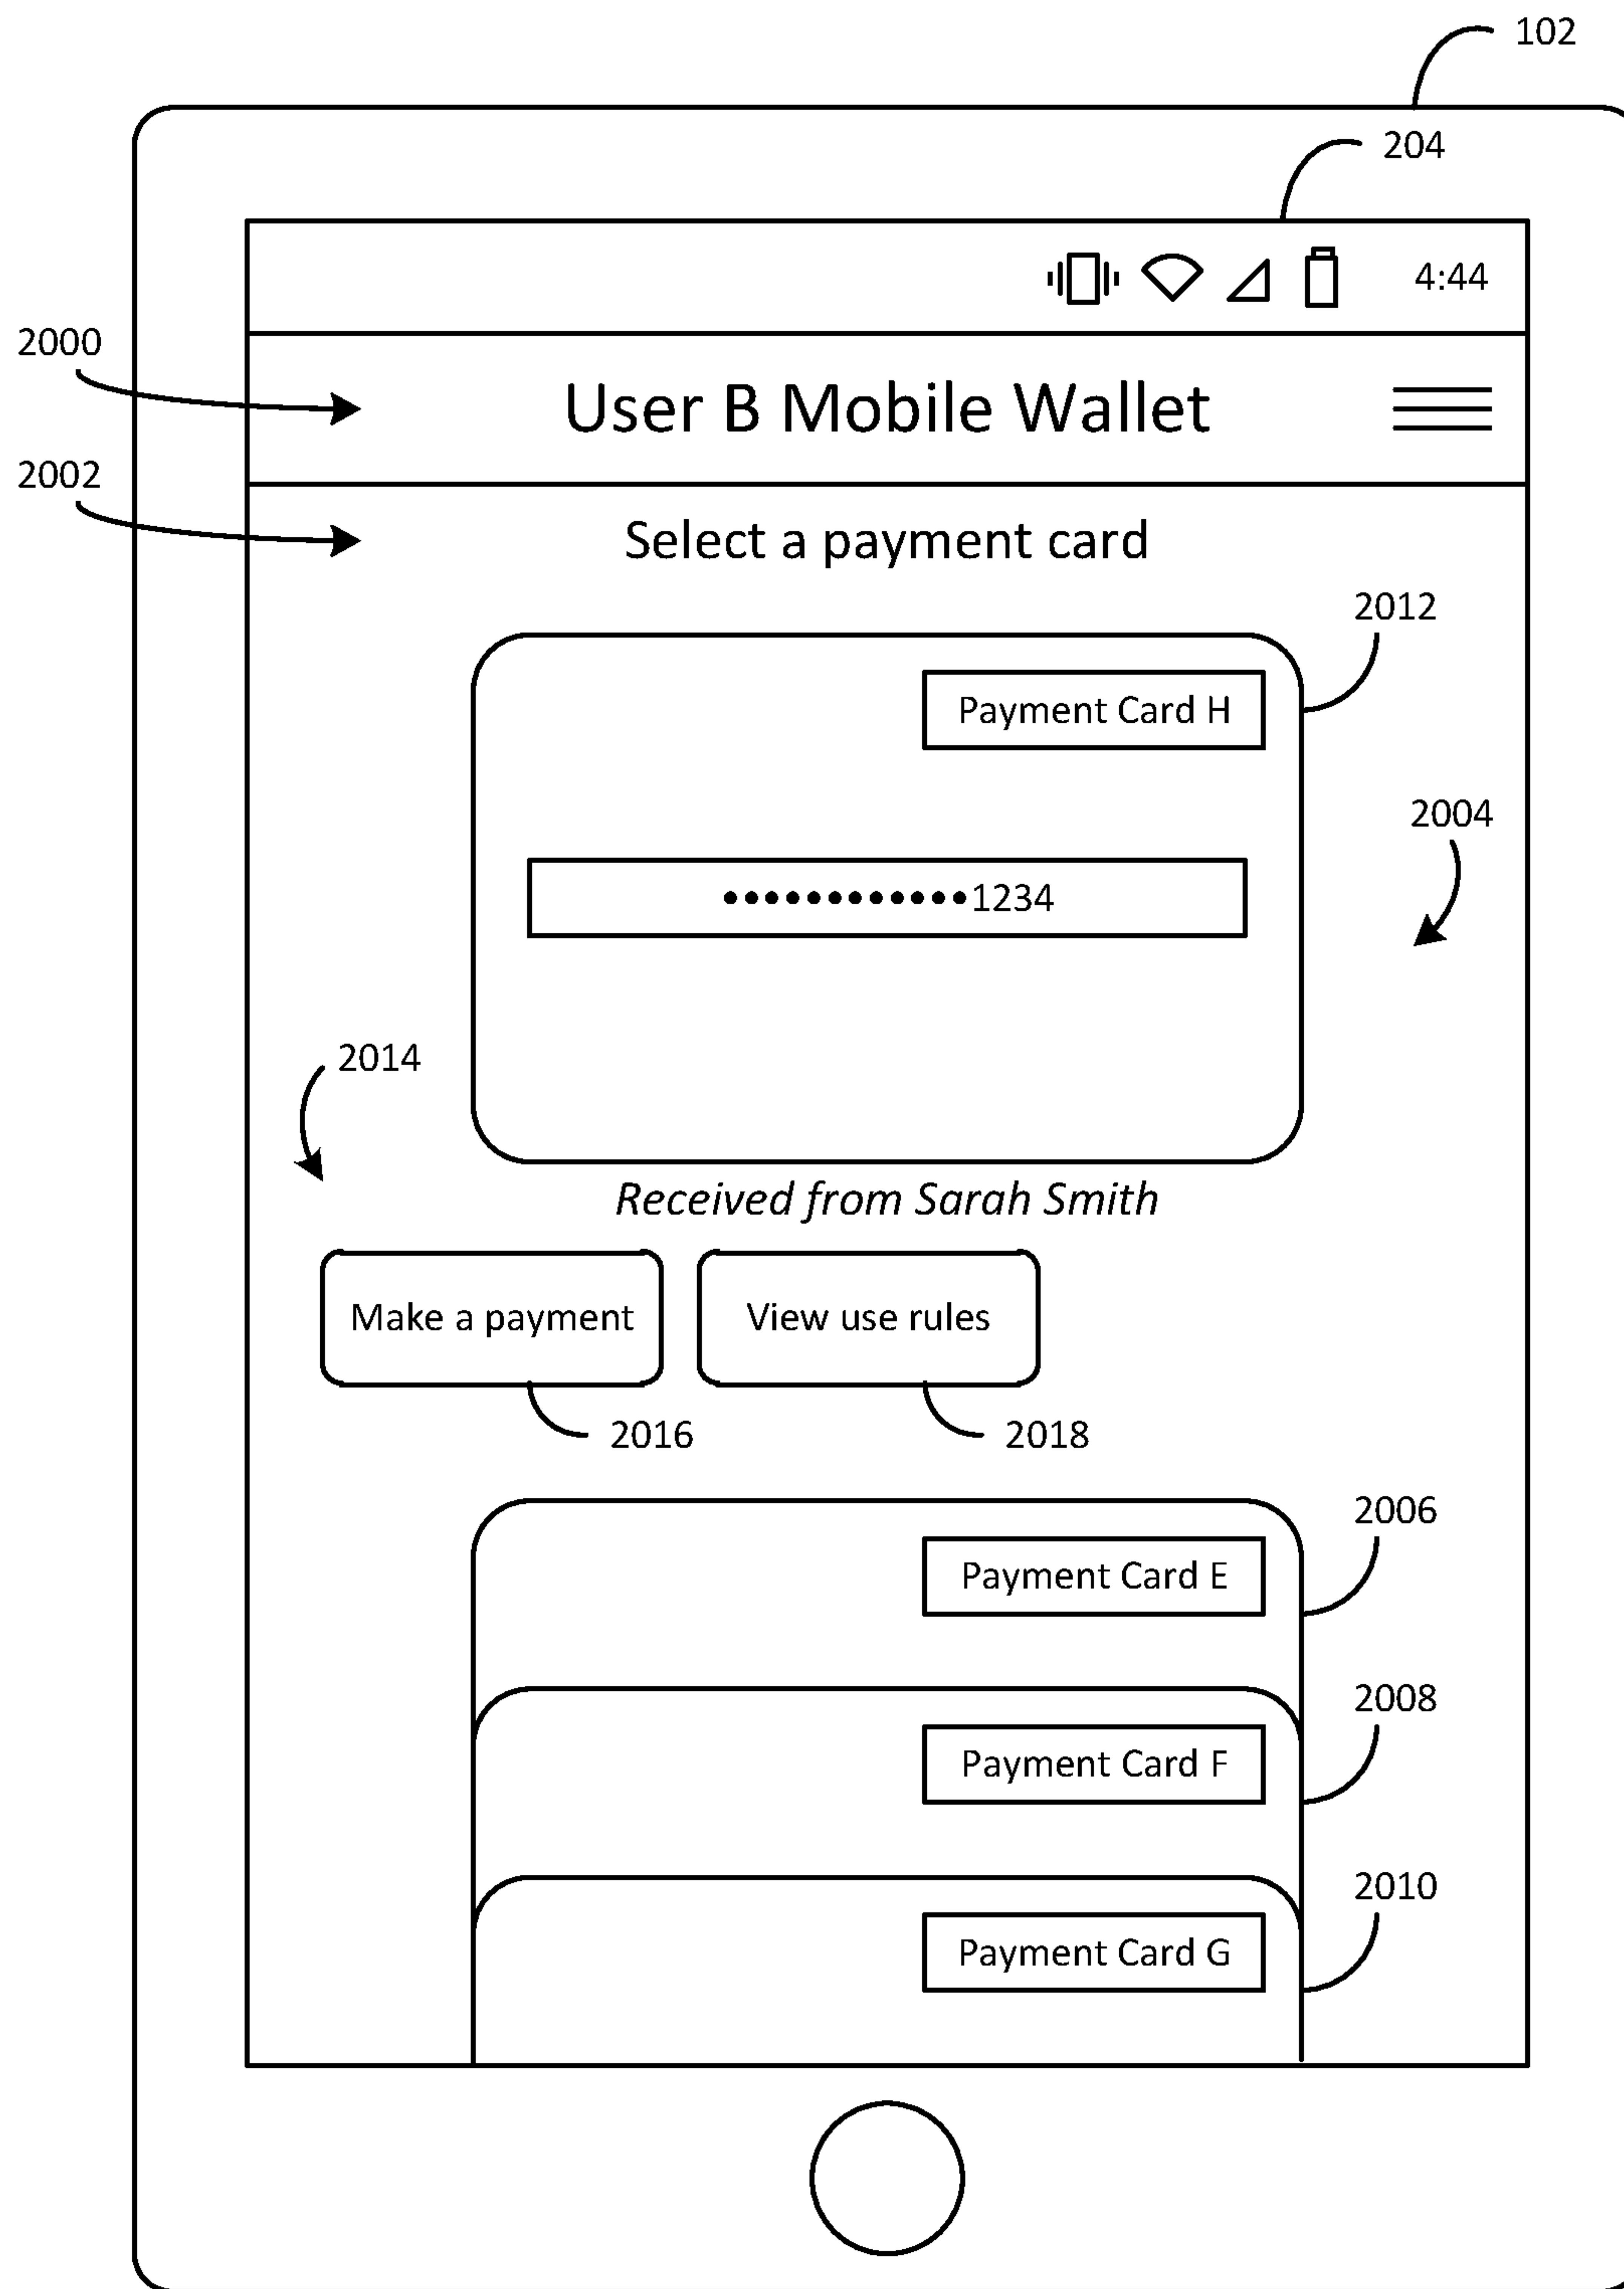 102
204
4:44
2000
User B Mobile Wallet
2002
Select a payment card
2012
Payment Card H
2004
••••••••••••1234
2014
Received from Sarah Smith
Make a payment
View use rules
2016
2018
2006
Payment Card E
2008
Payment Card F
2010
Payment Card G